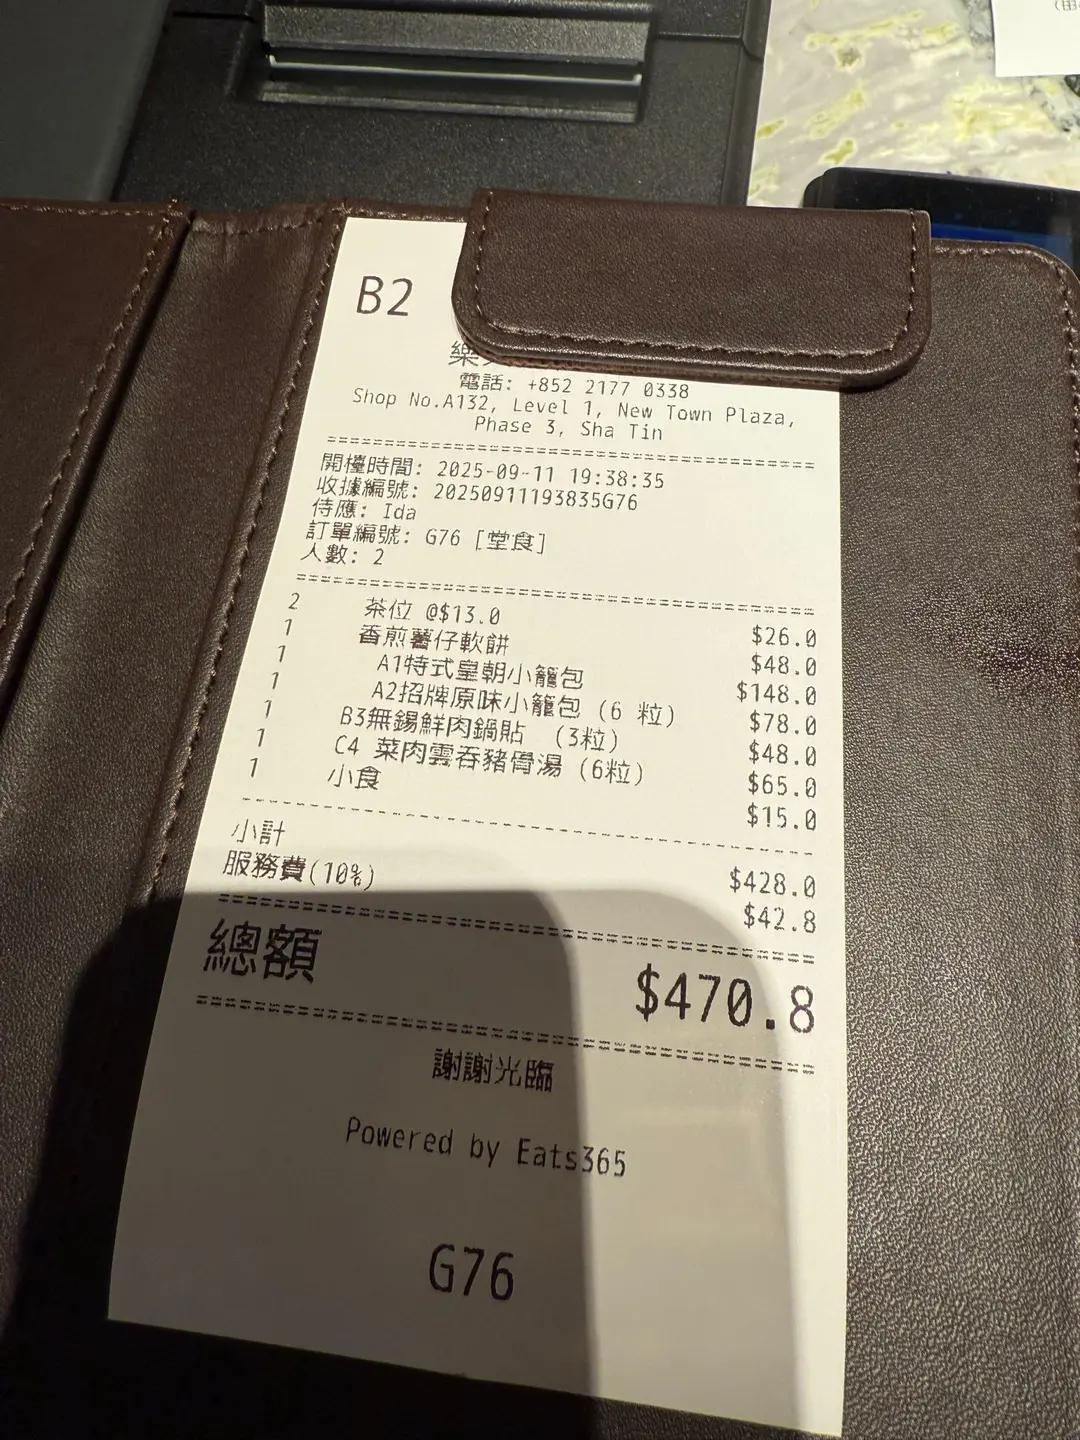 B2
樂
電話: +852 2177 0338
Shop No.A132, Level 1, New Town Plaza,
Phase 3, Sha Tin
開檯時間: 2025-09-11 19:38:35
收據編號: 20250911193835G76
侍應: Ida
訂單編號: G76 [堂食]
人數: 2
2 茶位 @$13.0 $26.0
1 香煎薯仔軟餅 $48.0
1 A1特式皇朝小籠包 $148.0
1 A2招牌原味小籠包 (6 粒) $78.0
1 B3無錫鮮肉鍋貼 (3粒) $48.0
1 C4 菜肉雲吞豬骨湯 (6粒) $65.0
1 小食 $15.0
小計 $428.0
服務費(10%) $42.8
總額 $470.8
謝謝光臨
Powered by Eats365
G76